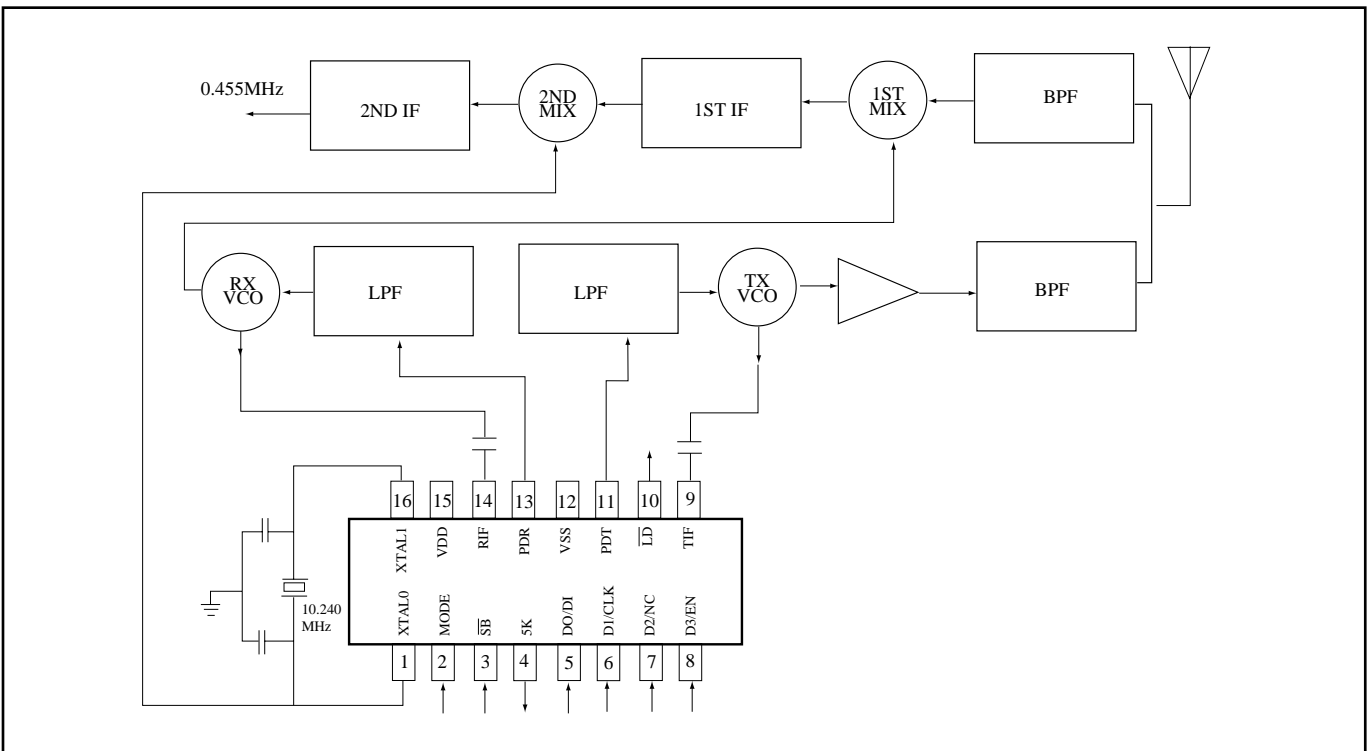 0.455MHz
2ND IF
2ND
MIX
1ST IF
1ST
MIX
BPF
RX
VCO
LPF
LPF
TX
VCO
BPF
16
15
14
13
12
11
10
9
XTAL1
VDD
RIF
PDR
VSS
PDT
LD
TIF
10.240
MHz
XTAL0
MODE
SB
5K
DO/DI
D1/CLK
D2/NC
D3/EN
1
2
3
4
5
6
7
8